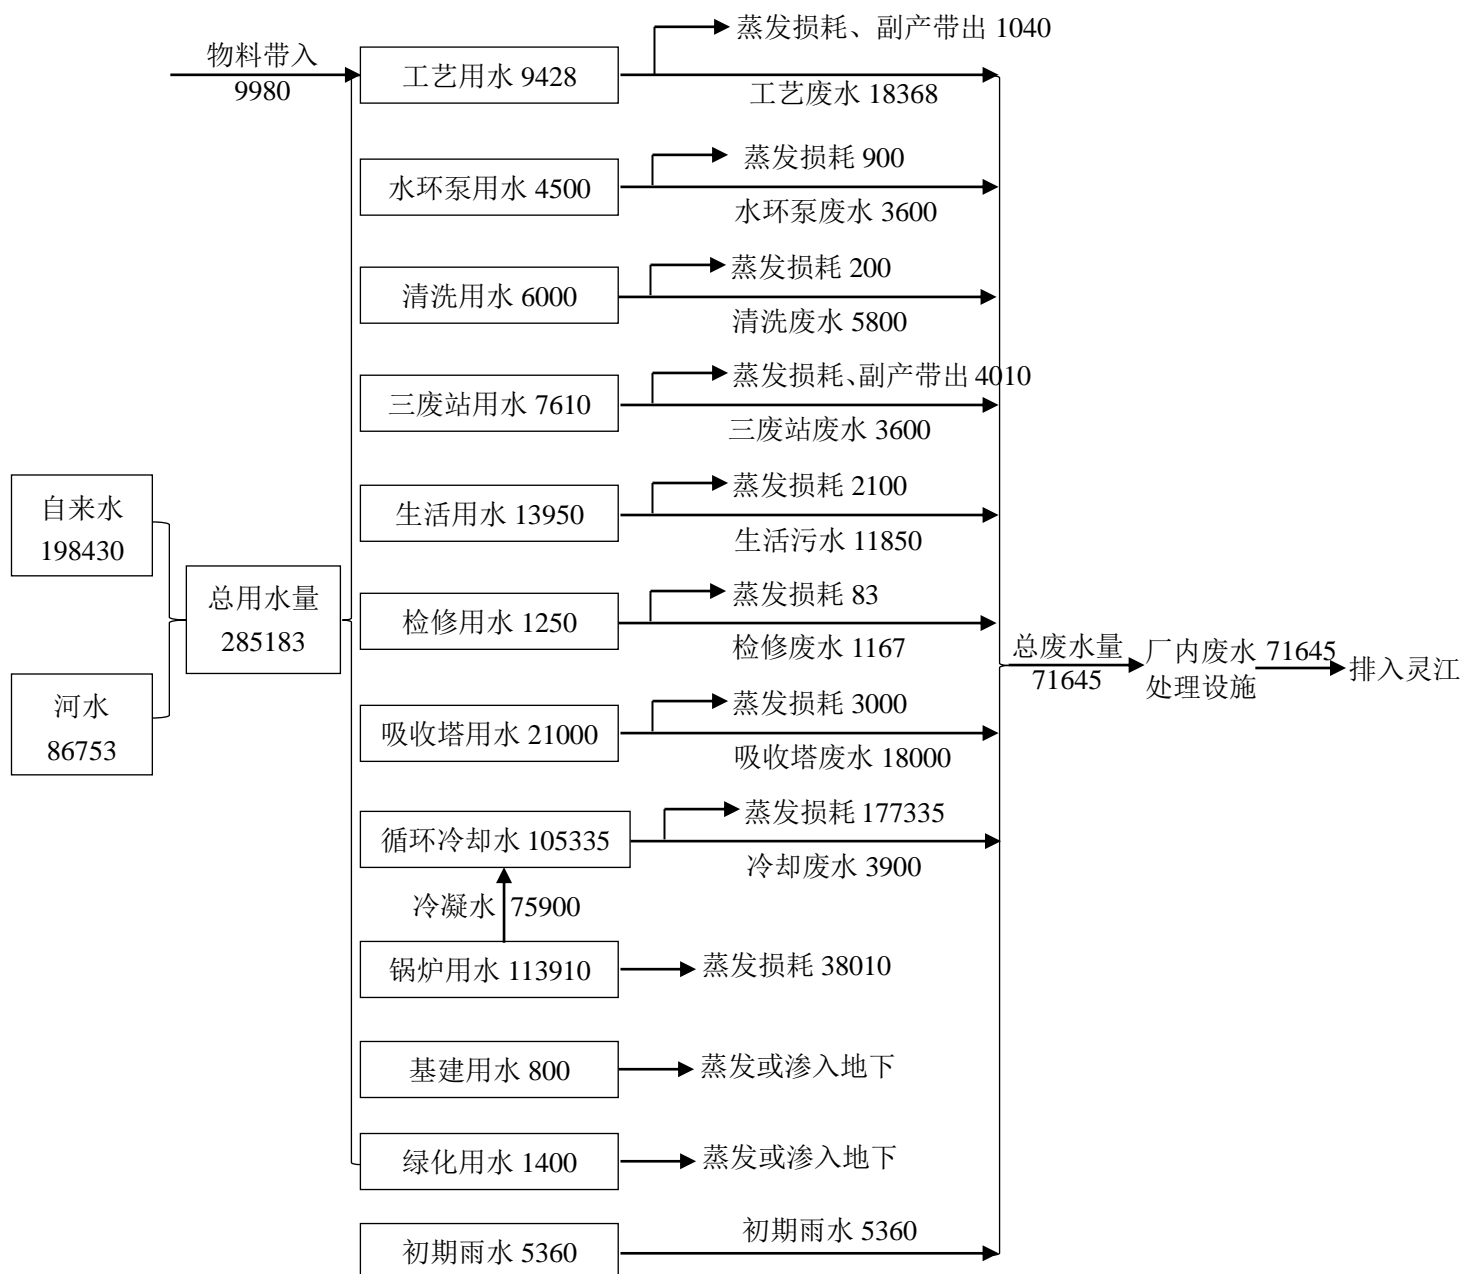 蒸发损耗、副产带出 1040
物料带入
9980
工艺用水 9428
工艺废水 18368
蒸发损耗 900
水环泵用水 4500
水环泵废水 3600
蒸发损耗 200
清洗用水 6000
清洗废水 5800
蒸发损耗、副产带出 4010
三废站用水 7610
三废站废水 3600
自来水
198430
河水
86753
总用水量
285183
蒸发损耗 2100
生活用水 13950
生活污水 11850
蒸发损耗 83
检修用水 1250
检修废水 1167
蒸发损耗 3000
吸收塔用水 21000
吸收塔废水 18000
蒸发损耗 177335
循环冷却水 105335
冷却废水 3900
冷凝水 75900
锅炉用水 113910
蒸发损耗 38010
基建用水 800
蒸发或渗入地下
绿化用水 1400
蒸发或渗入地下
初期雨水 5360
初期雨水 5360
总废水量
71645
厂内废水
处理设施
71645
排入灵江